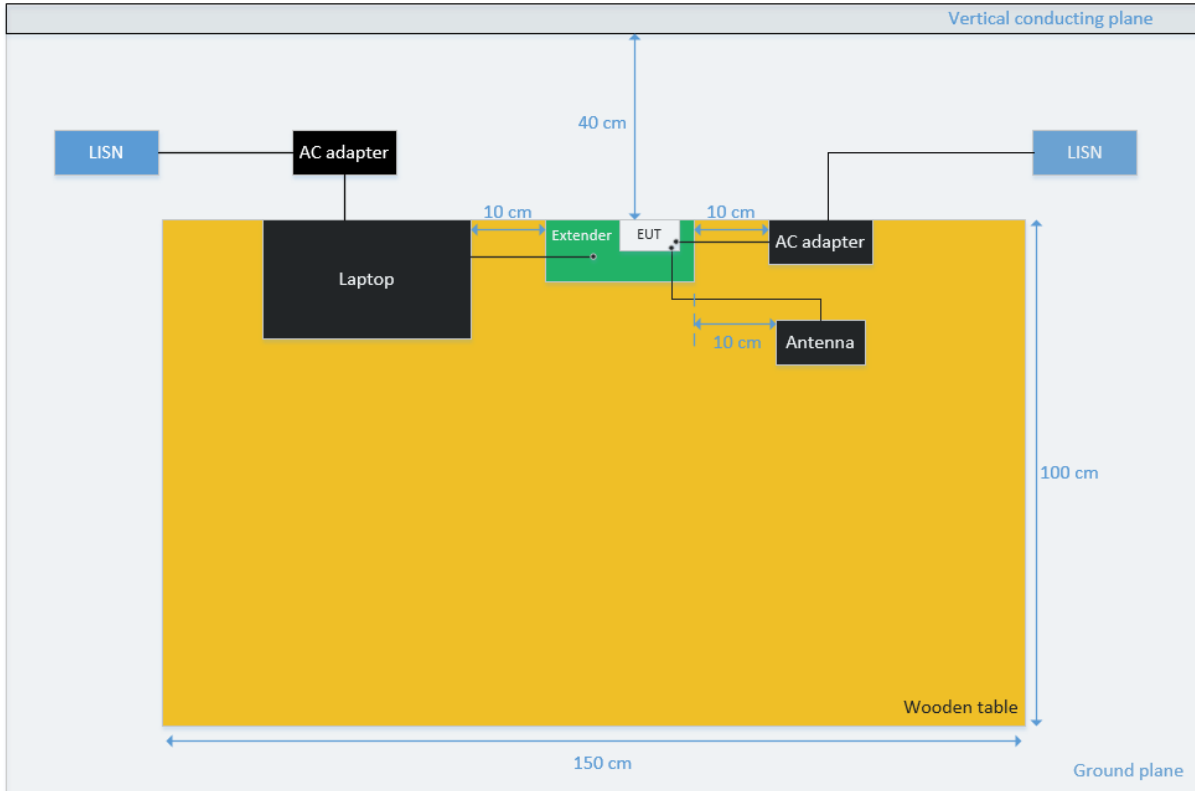 Vertical conducting plane
40 cm
LISN
AC adapter
LISN
10 cm
10 cm
Extender
EUT
AC adapter
Laptop
10 cm
Antenna
100 cm
Wooden table
150 cm
Ground plane